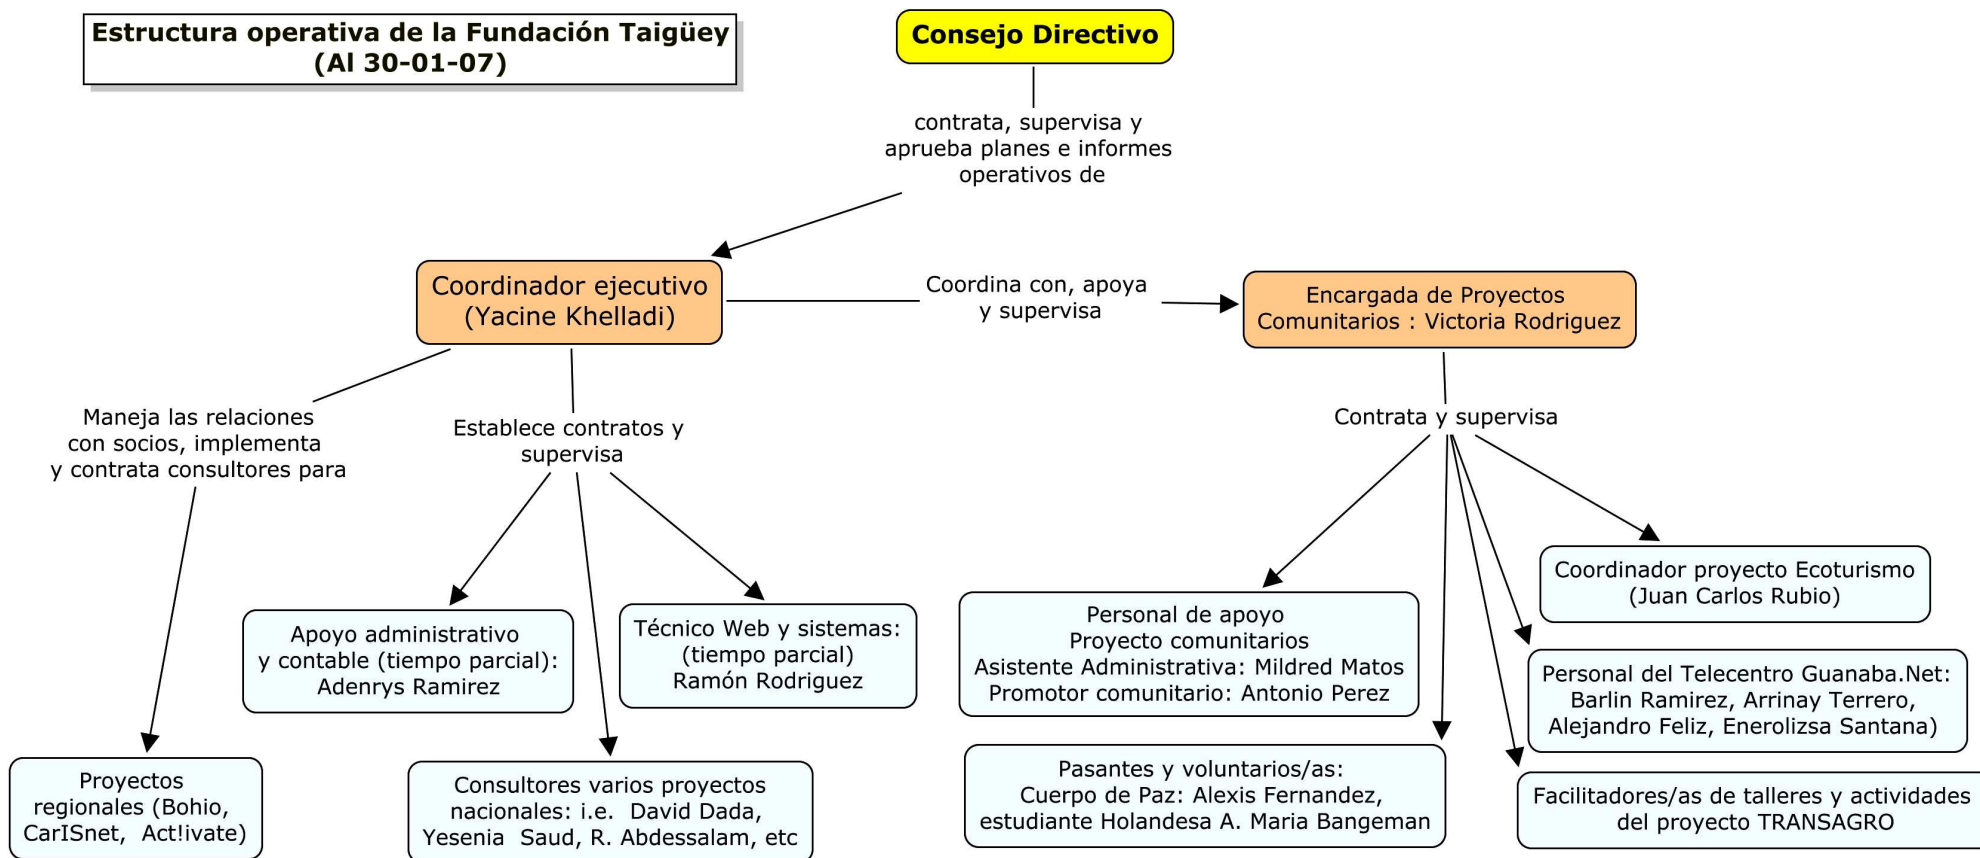 Estructura operativa de la Fundación Taigüey
(Al 30-01-07)
Consejo Directivo
contrata, supervisa y
aprueba planes e informes
operativos de
Coordinador ejecutivo
(Yacine Khelladi)
Coordina con, apoya
y supervisa
Encargada de Proyectos
Comunitarios : Victoria Rodriguez
Maneja las relaciones
con socios, implementa
y contrata consultores para
Establece contratos y
supervisa
Contrata y supervisa
Proyectos
regionales (Bohio,
CarISnet, Act!ivate)
Apoyo administrativo
y contable (tiempo parcial):
Adenrys Ramirez
Consultores varios proyectos
nacionales: i.e. David Dada,
Yesenia Saud, R. Abdessalam, etc
Técnico Web y sistemas:
(tiempo parcial)
Ramón Rodriguez
Personal de apoyo
Proyecto comunitarios
Asistente Administrativa: Mildred Matos
Promotor comunitario: Antonio Perez
Pasantes y voluntarios/as:
Cuerpo de Paz: Alexis Fernandez,
estudiante Holandesa A. Maria Bangeman
Coordinador proyecto Ecoturismo
(Juan Carlos Rubio)
Personal del Telecentro Guanaba.Net:
Barlin Ramirez, Arrinay Terrero,
Alejandro Feliz, Enerolizsa Santana)
Facilitadores/as de talleres y actividades
del proyecto TRANSAGRO